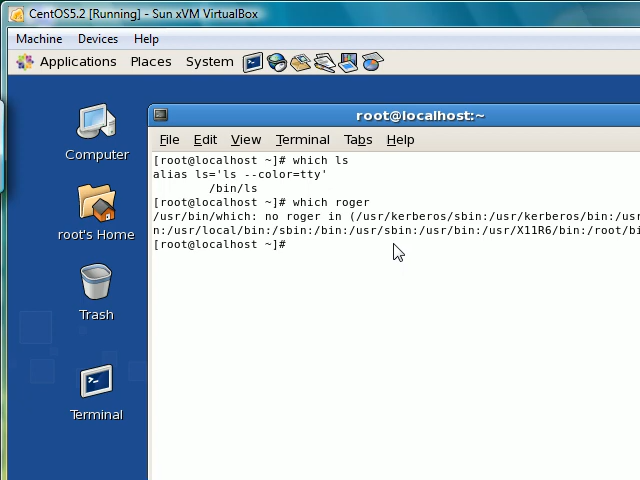 CentOS5.2 [Running] - Sun xVM VirtualBox
Machine Devices Help
Applications Places System
root@localhost:~
File Edit View Terminal Tabs Help
[root@localhost ~]# which ls
alias ls='ls --color=tty'
/bin/ls
[root@localhost ~]# which roger
/usr/bin/which: no roger in (/usr/kerberos/sbin:/usr/kerberos/bin:/usr
n:/usr/local/bin:/sbin:/bin:/usr/sbin:/usr/bin:/usr/X11R6/bin:/root/bi
[root@localhost ~]#
Computer
root's Home
Trash
Terminal